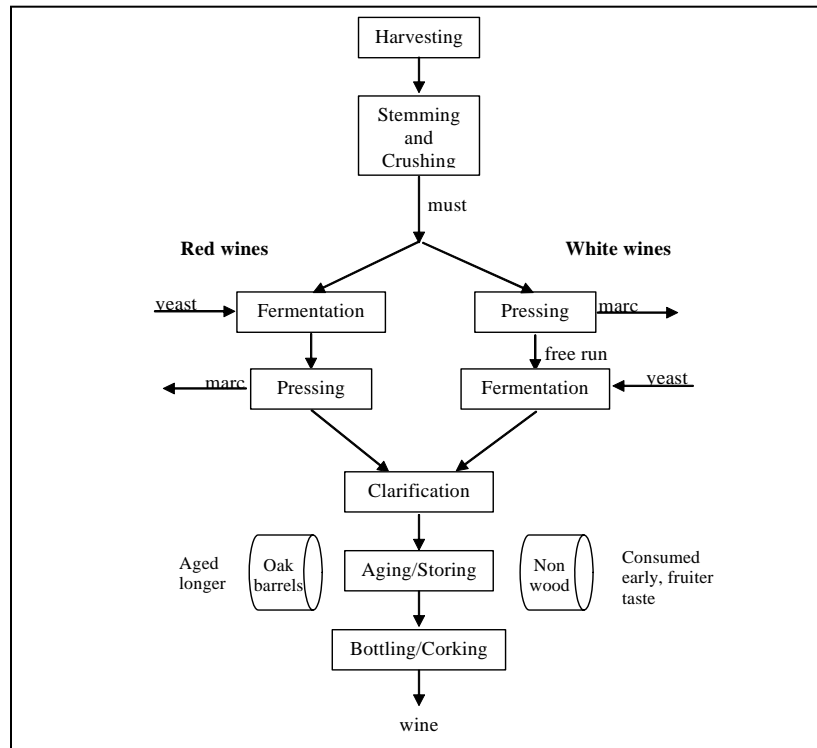 Harvesting
Stemming
and
Crushing
must
Red wines
White wines
yeast
Fermentation
Pressing
marc
free run
marc
Pressing
Fermentation
yeast
Clarification
Aged
longer
Oak
barrels
Aging/Storing
Non
wood
Consumed
early, fruiter
taste
Bottling/Corking
wine